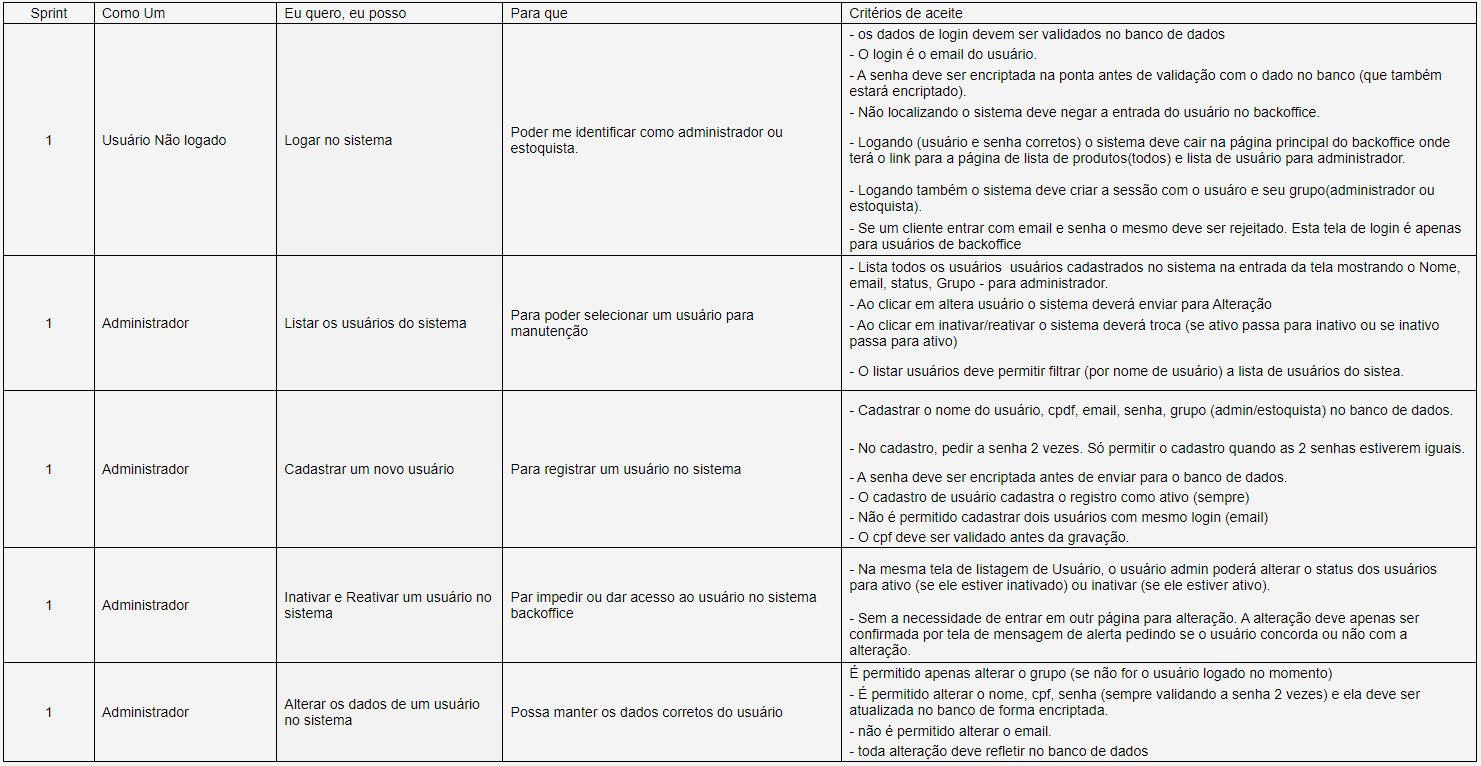 Sprint
Como Um
Eu quero, eu posso
Para que
Critérios de aceite
1
Usuário Não logado
Logar no sistema
Poder me identificar como administrador ou
estoquista.
- os dados de login devem ser validados no banco de dados
- O login é o email do usuário.
- A senha deve ser encriptada na ponta antes de validação com o dado no banco (que também
estará encriptado).
- Não localizando o sistema deve negar a entrada do usuário no backoffice.
- Logando (usuário e senha corretos) o sistema deve cair na página principal do backoffice onde
terá o link para a página de lista de produtos(todos) e lista de usuário para administrador.
- Logando também o sistema deve criar a sessão com o usuáro e seu grupo(administrador ou
estoquista).
- Se um cliente entrar com email e senha o mesmo deve ser rejeitado. Esta tela de login é apenas
para usuários de backoffice
1
Administrador
Listar os usuários do sistema
Para poder selecionar um usuário para
manutenção
- Lista todos os usuários  usuários cadastrados no sistema na entrada da tela mostrando o Nome,
email, status, Grupo - para administrador.
- Ao clicar em altera usuário o sistema deverá enviar para Alteração
- Ao clicar em inativar/reativar o sistema deverá troca (se ativo passa para inativo ou se inativo
passa para ativo)
- O listar usuários deve permitir filtrar (por nome de usuário) a lista de usuários do sistea.
1
Administrador
Cadastrar um novo usuário
Para registrar um usuário no sistema
- Cadastrar o nome do usuário, cpdf, email, senha, grupo (admin/estoquista) no banco de dados.
- No cadastro, pedir a senha 2 vezes. Só permitir o cadastro quando as 2 senhas estiverem iguais.
- A senha deve ser encriptada antes de enviar para o banco de dados.
- O cadastro de usuário cadastra o registro como ativo (sempre)
- Não é permitido cadastrar dois usuários com mesmo login (email)
- O cpf deve ser validado antes da gravação.
1
Administrador
Inativar e Reativar um usuário no
sistema
Par impedir ou dar acesso ao usuário no sistema
backoffice
- Na mesma tela de listagem de Usuário, o usuário admin poderá alterar o status dos usuários
para ativo (se ele estiver inativado) ou inativar (se ele estiver ativo).
- Sem a necessidade de entrar em outr página para alteração. A alteração deve apenas ser
confirmada por tela de mensagem de alerta pedindo se o usuário concorda ou não com a
alteração.
1
Administrador
Alterar os dados de um usuário
no sistema
Possa manter os dados corretos do usuário
É permitido apenas alterar o grupo (se não for o usuário logado no momento)
- É permitido alterar o nome, cpf, senha (sempre validando a senha 2 vezes) e ela deve ser
atualizada no banco de forma encriptada.
- não é permitido alterar o email.
- toda alteração deve refletir no banco de dados